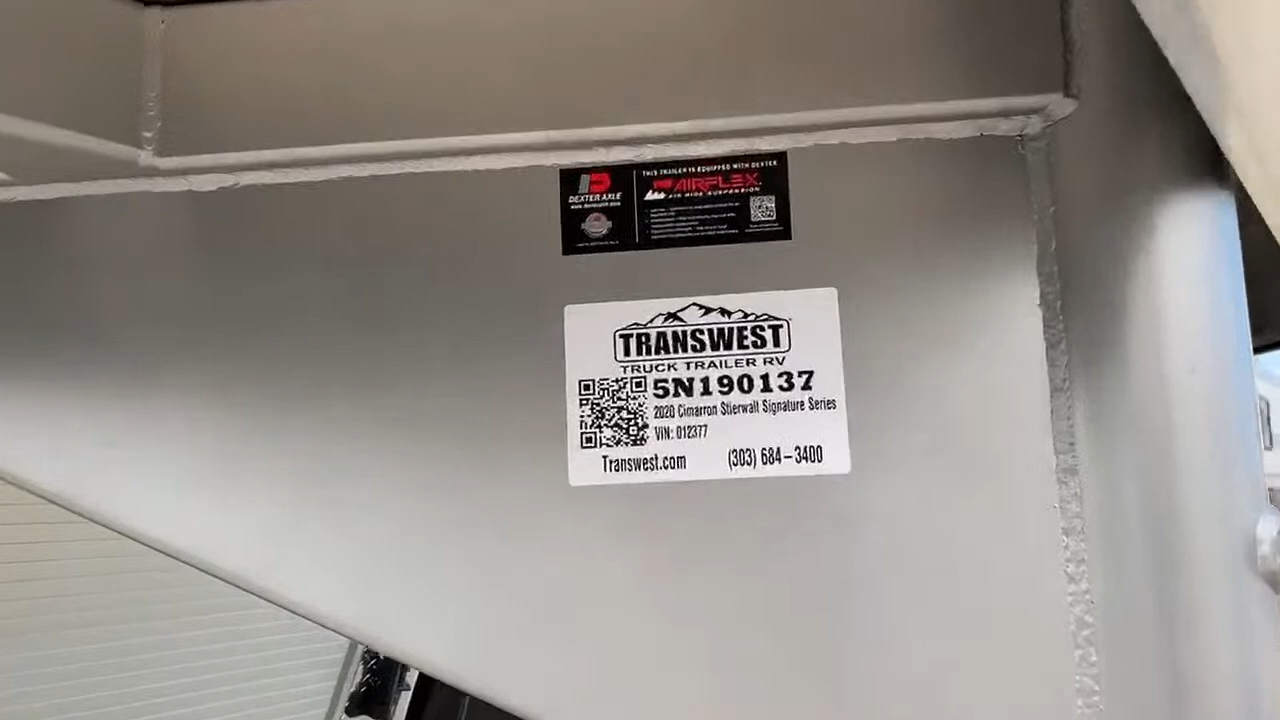 THIS TRAILER IS EQUIPPED WITH DEXTER
DEXTER AXLE
AIRFLEX
AIR RIDE SUSPENSION
TRANSWEST
TRUCK TRAILER RV
5N190137
2020 Cimarron Stierwalt Signature Series
VIN: 012377
Transwest.com (303) 684-3400